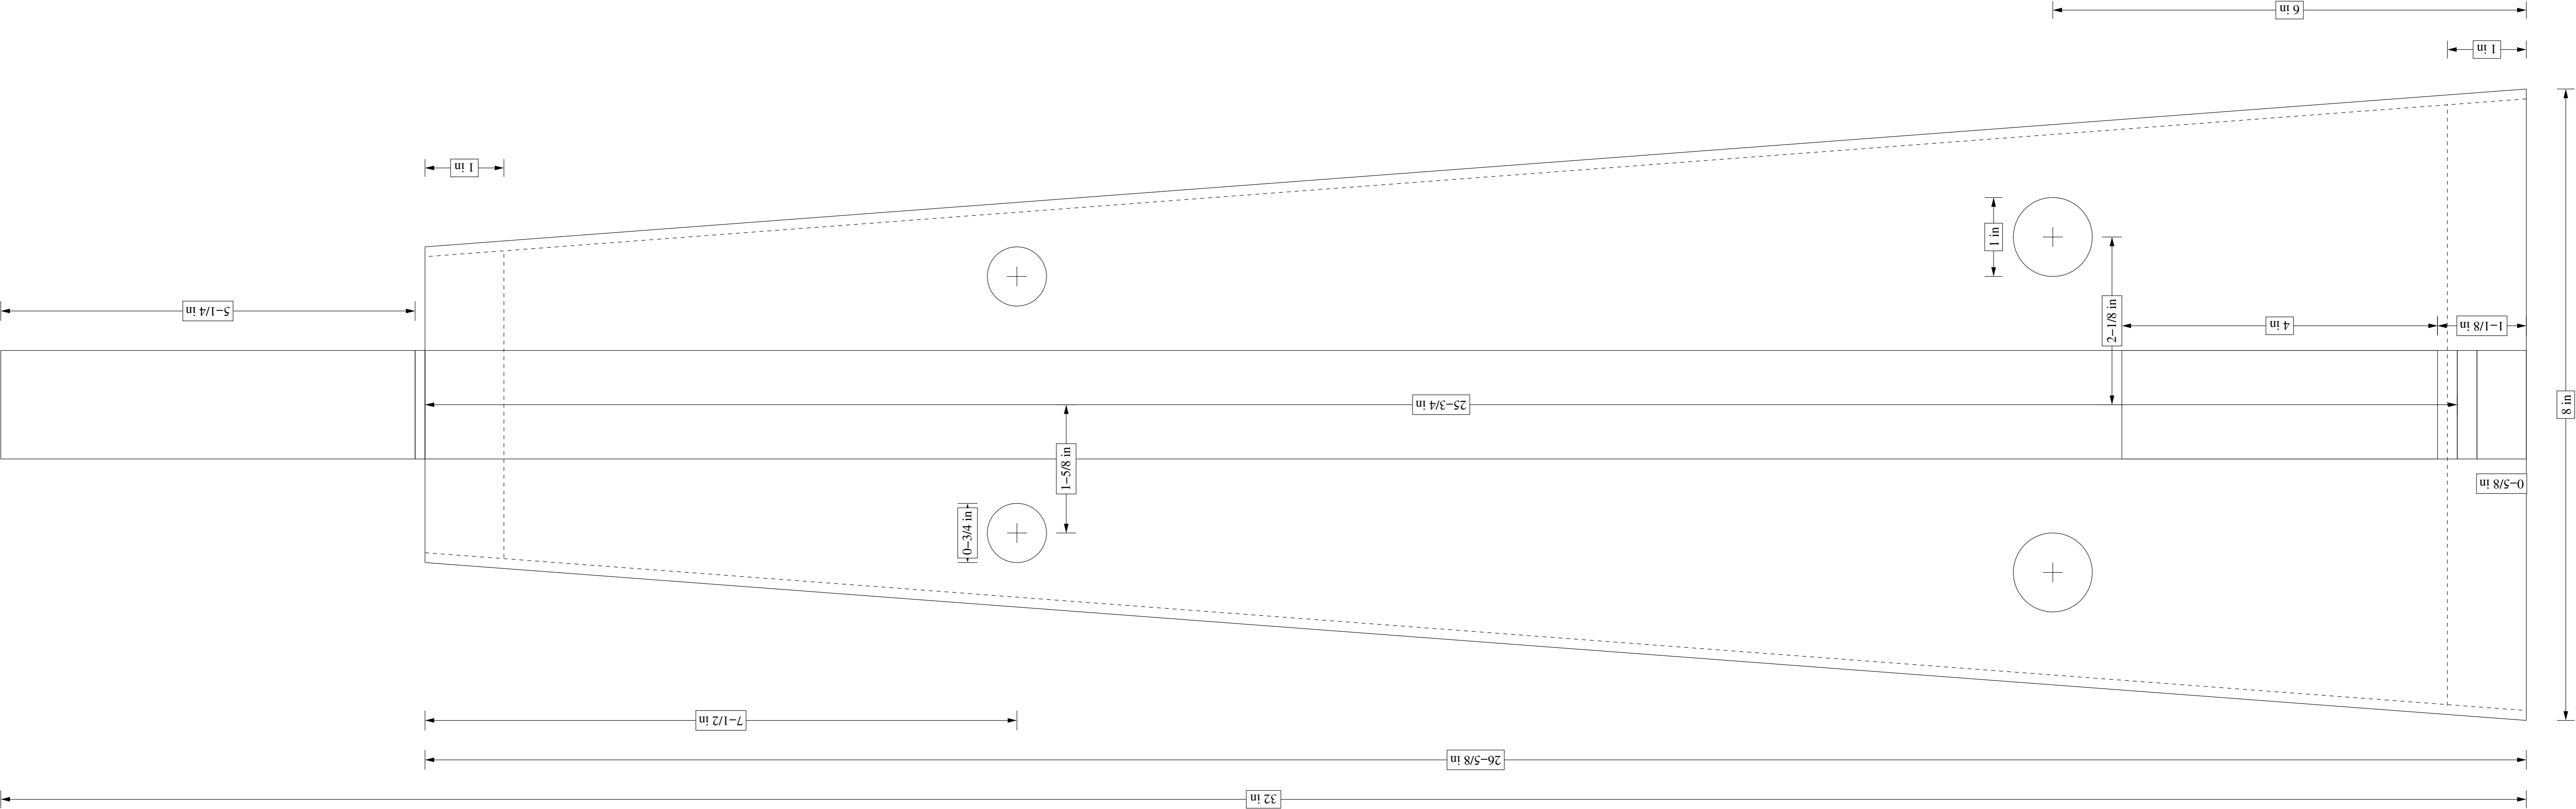 6 in
1 in
1 in
1 in
5-1/4 in
2-1/8 in
4 in
1-1/8 in
25-3/4 in
8 in
1-5/8 in
0-5/8 in
0-3/4 in
7-1/2 in
26-5/8 in
32 in